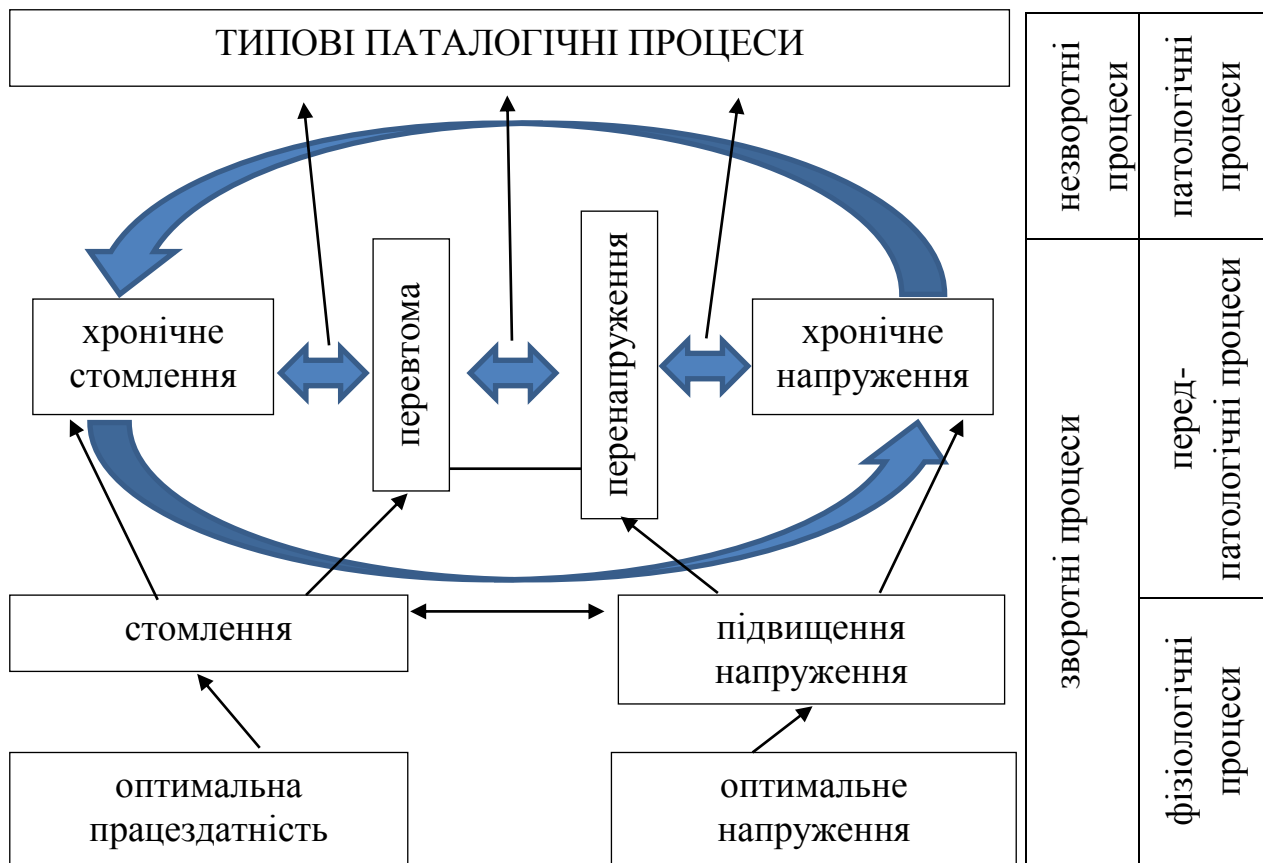 ТИПОВІ ПАТАЛОГІЧНІ ПРОЦЕСИ
незворотні
процеси
патологічні
процеси
хронічне
стомлення
перевтома
перенапруження
хронічне
напруження
зворотні процеси
перед-
патологічні процеси
стомлення
підвищення
напруження
оптимальна
працездатність
оптимальне
напруження
фізіологічні
процеси